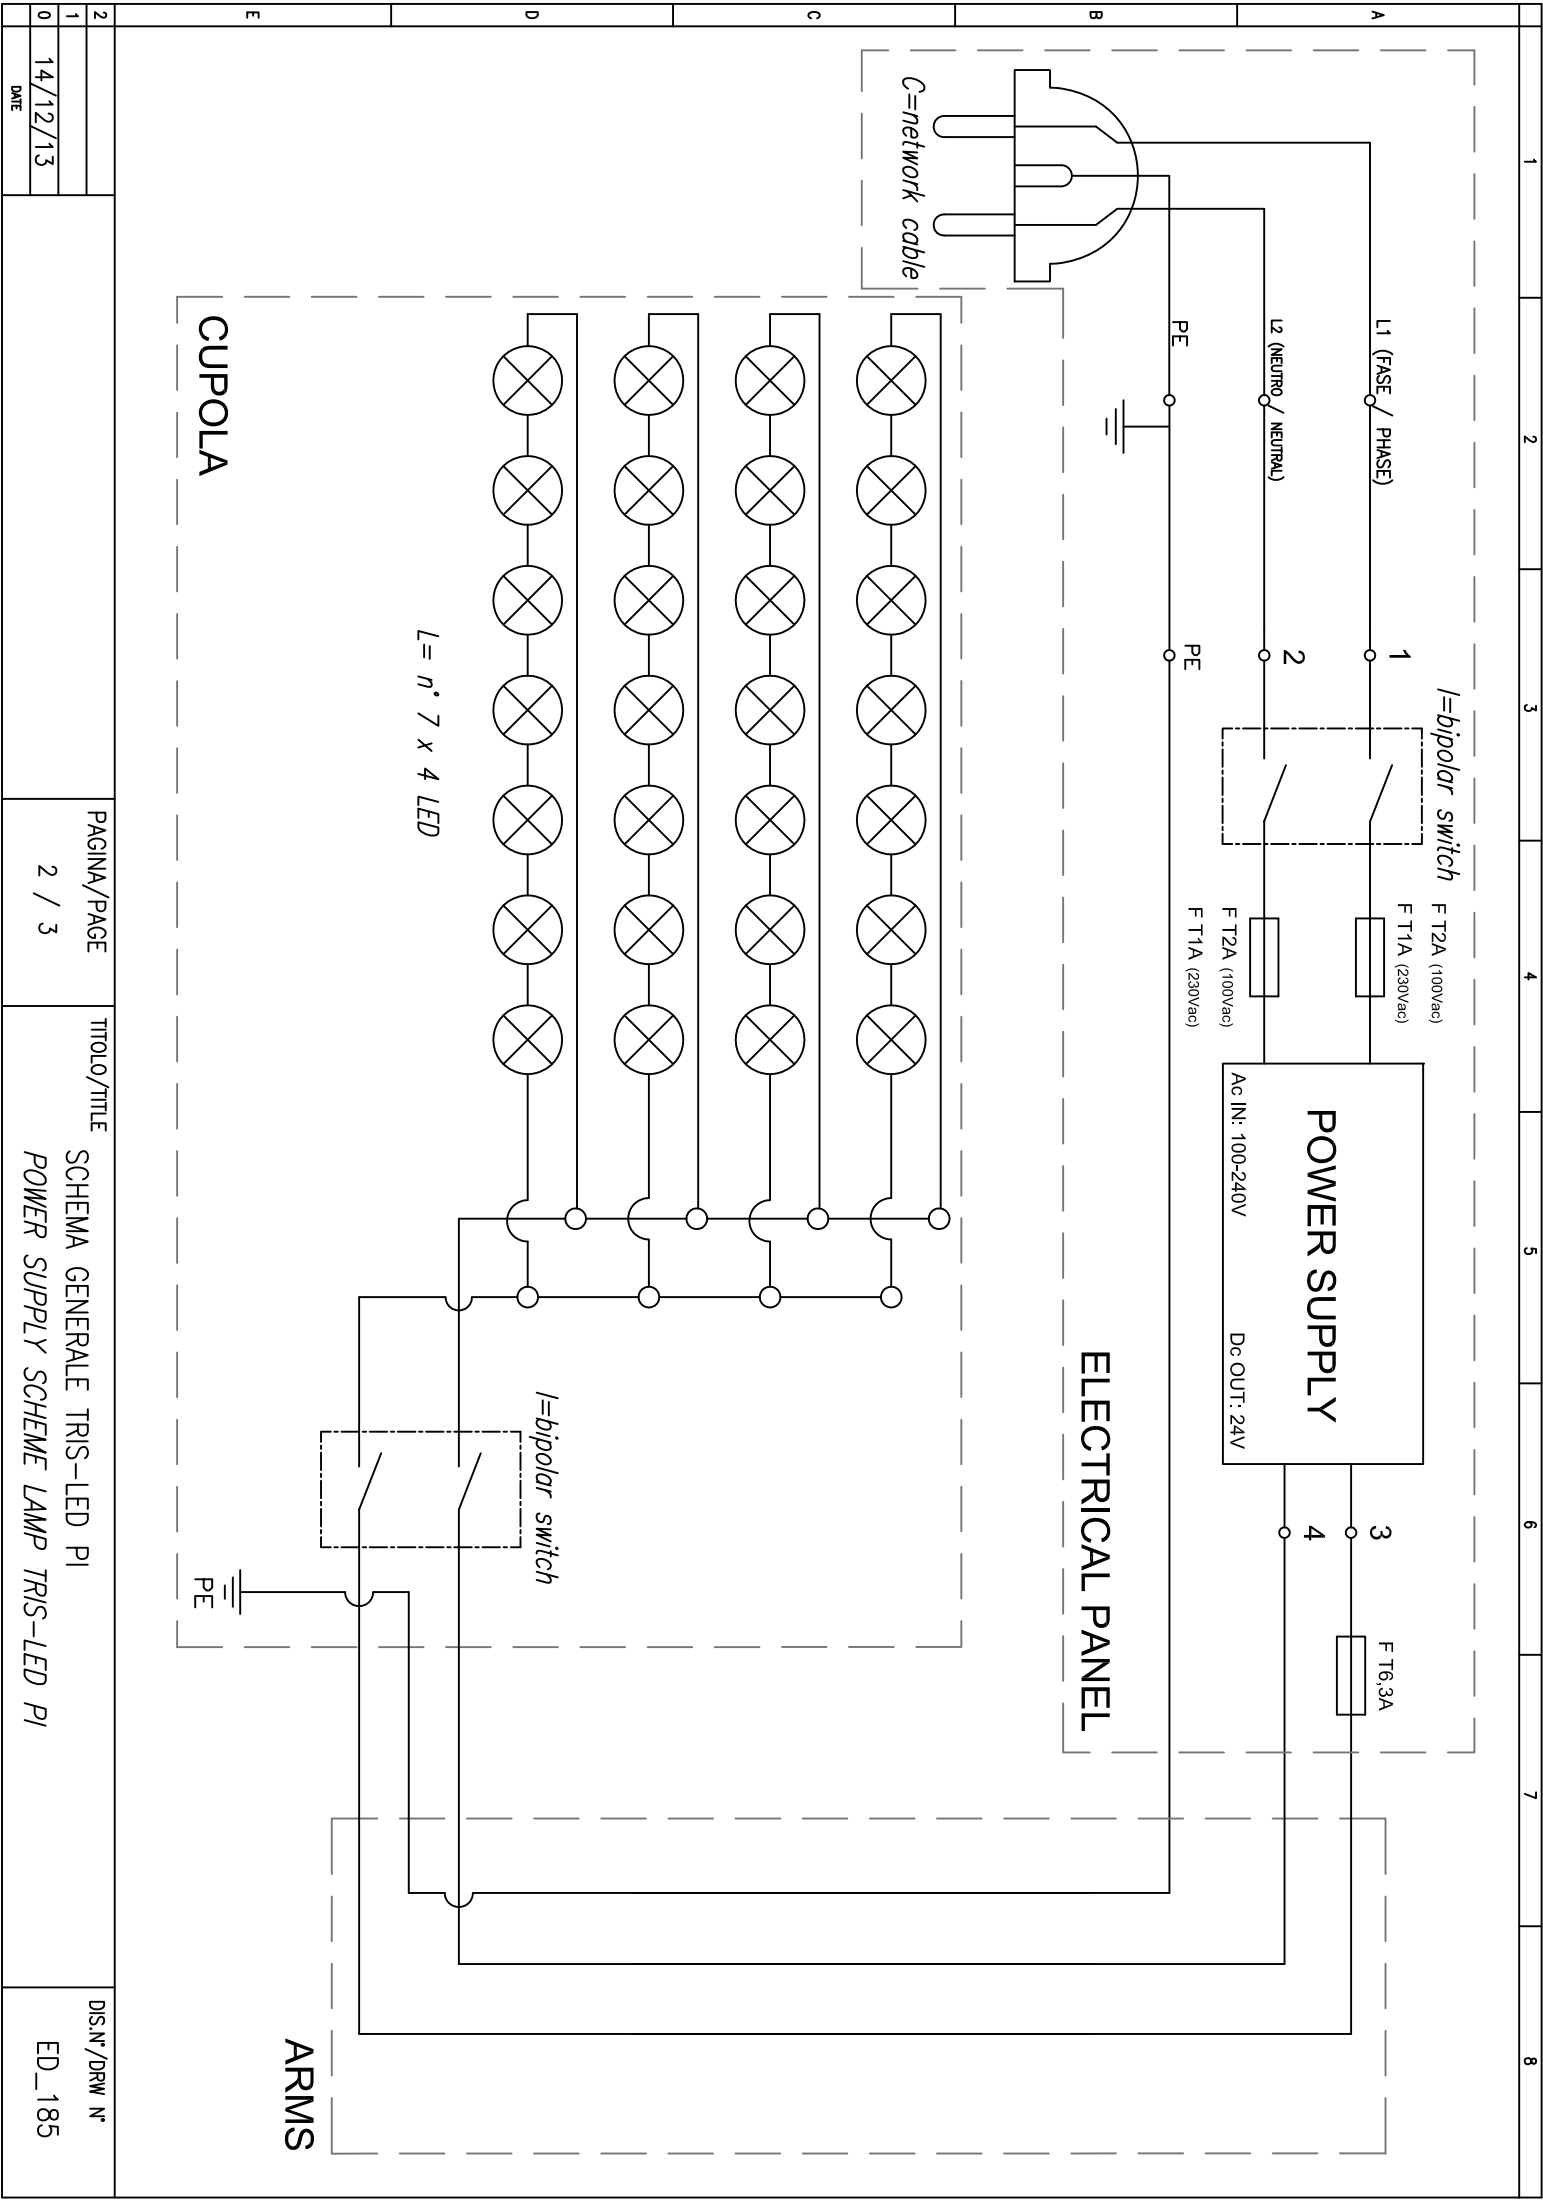 1 2 3 4 5 6 7 8
A
B
C
D
E
C=network cable
L1 (FASE / PHASE)
L2 (NEUTRO / NEUTRAL)
PE
1
2
PE
I=bipolar switch
F T2A (100Vac)
F T1A (230Vac)
F T2A (100Vac)
F T1A (230Vac)
POWER SUPPLY
Ac IN: 100-240V
Dc OUT: 24V
3
4
F T6,3A
ELECTRICAL PANEL
L= n° 7 x 4 LED
I=bipolar switch
PE
CUPOLA
ARMS
2
1
0 14/12/13
DATE
PAGINA/PAGE
2 / 3
TITOLO/TITLE
SCHEMA GENERALE TRIS-LED PI
POWER SUPPLY SCHEME LAMP TRIS-LED PI
DIS.N°/DRW N°
ED_185